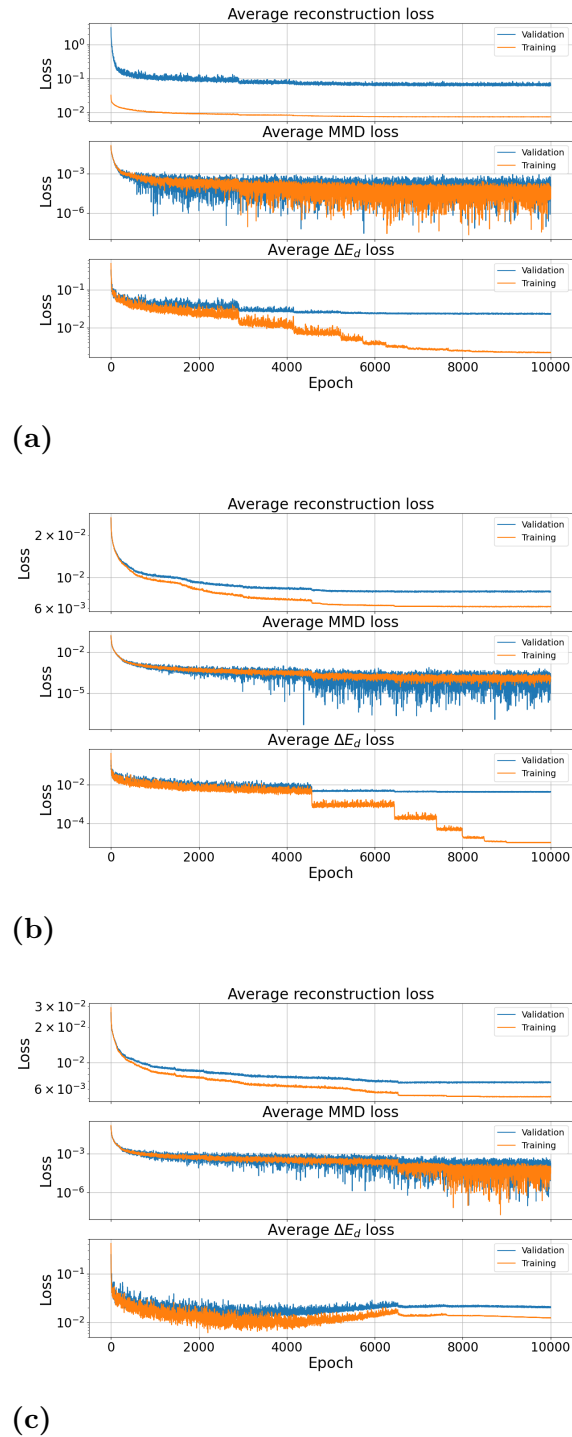 Average reconstruction loss
Loss
10⁰
10⁻¹
10⁻²
Validation
Training
Average MMD loss
Loss
10⁻³
10⁻⁶
Validation
Training
Average ΔE_d loss
Loss
10⁻¹
10⁻²
Validation
Training
0 2000 4000 6000 8000 10000
Epoch
(a)
Average reconstruction loss
Loss
2 × 10⁻²
10⁻²
6 × 10⁻³
Validation
Training
Average MMD loss
Loss
10⁻²
10⁻⁵
Validation
Training
Average ΔE_d loss
Loss
10⁻²
10⁻⁴
Validation
Training
0 2000 4000 6000 8000 10000
Epoch
(b)
Average reconstruction loss
Loss
3 × 10⁻²
2 × 10⁻²
10⁻²
6 × 10⁻³
Validation
Training
Average MMD loss
Loss
10⁻³
10⁻⁶
Validation
Training
Average ΔE_d loss
Loss
10⁻¹
10⁻²
Validation
Training
0 2000 4000 6000 8000 10000
Epoch
(c)